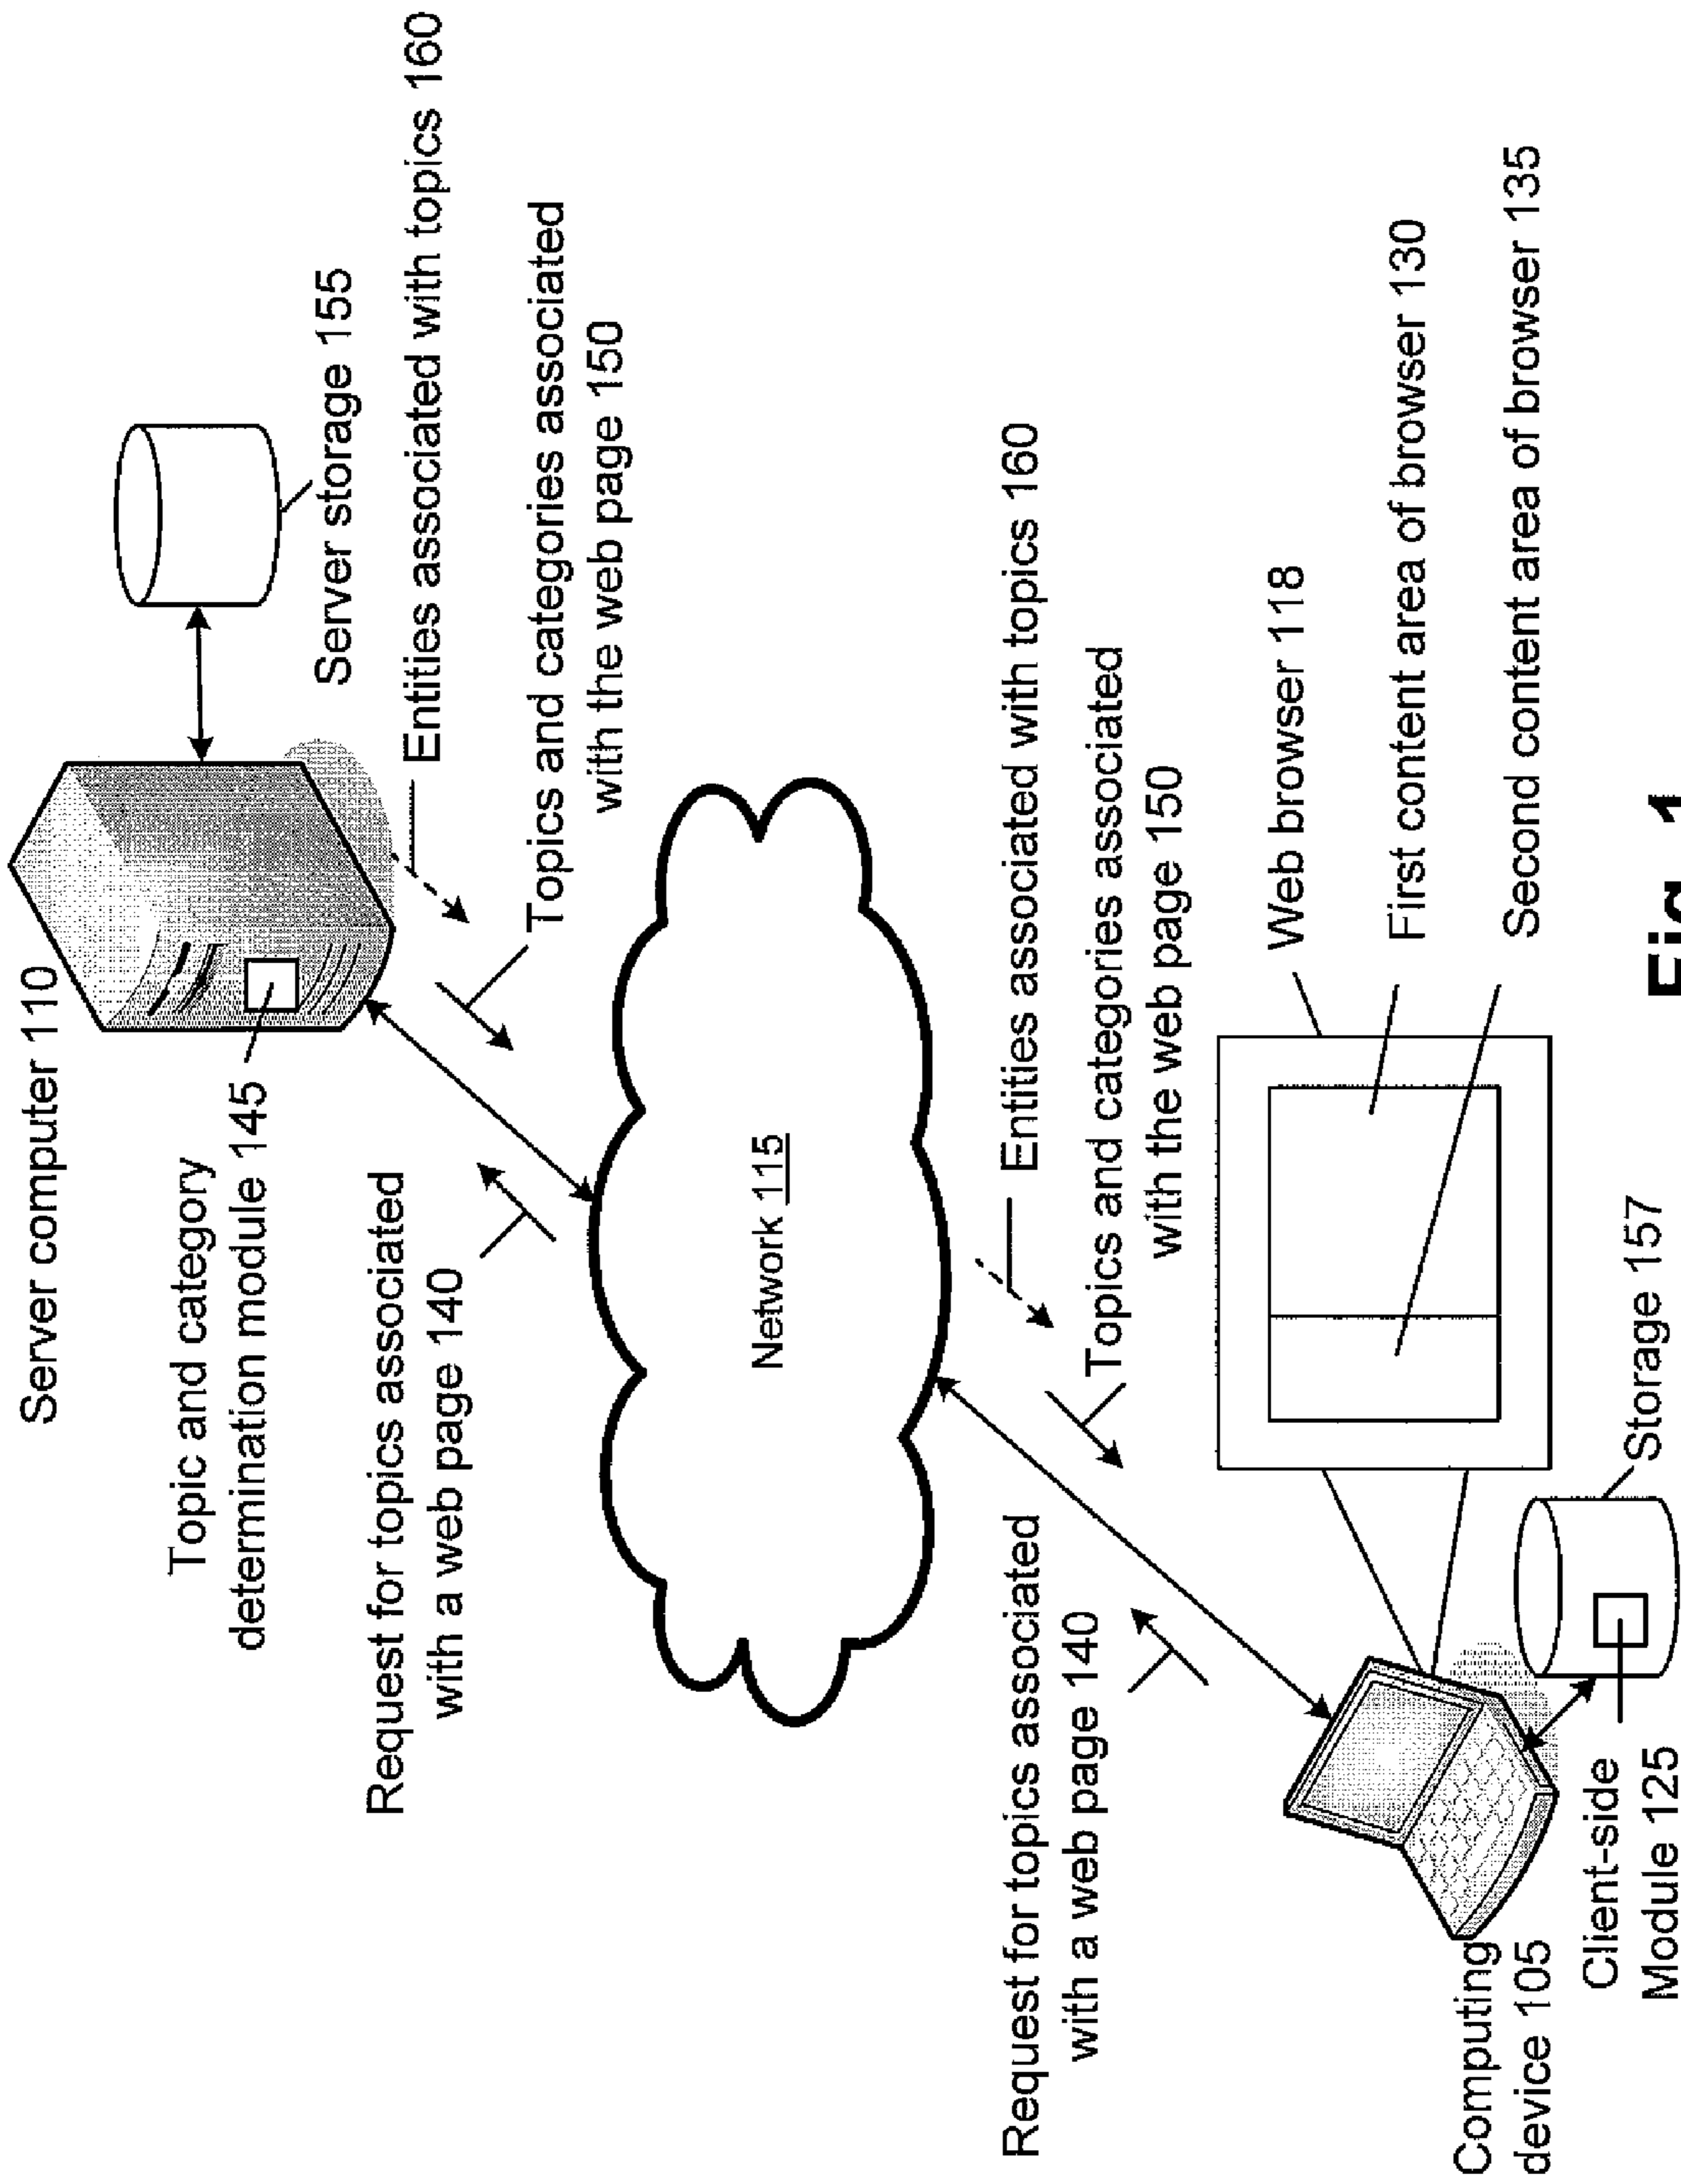 Server computer 110
Topic and category
determination module 145
Server storage 155
Request for topics associated
with a web page 140
Entities associated with topics 160
Topics and categories associated
with the web page 150
Network 115
Request for topics associated
with a web page 140
Entities associated with topics 160
Topics and categories associated
with the web page 150
Web browser 118
First content area of browser 130
Second content area of browser 135
Computing
device 105
Client-side
Module 125
Storage 157
Fig. 1